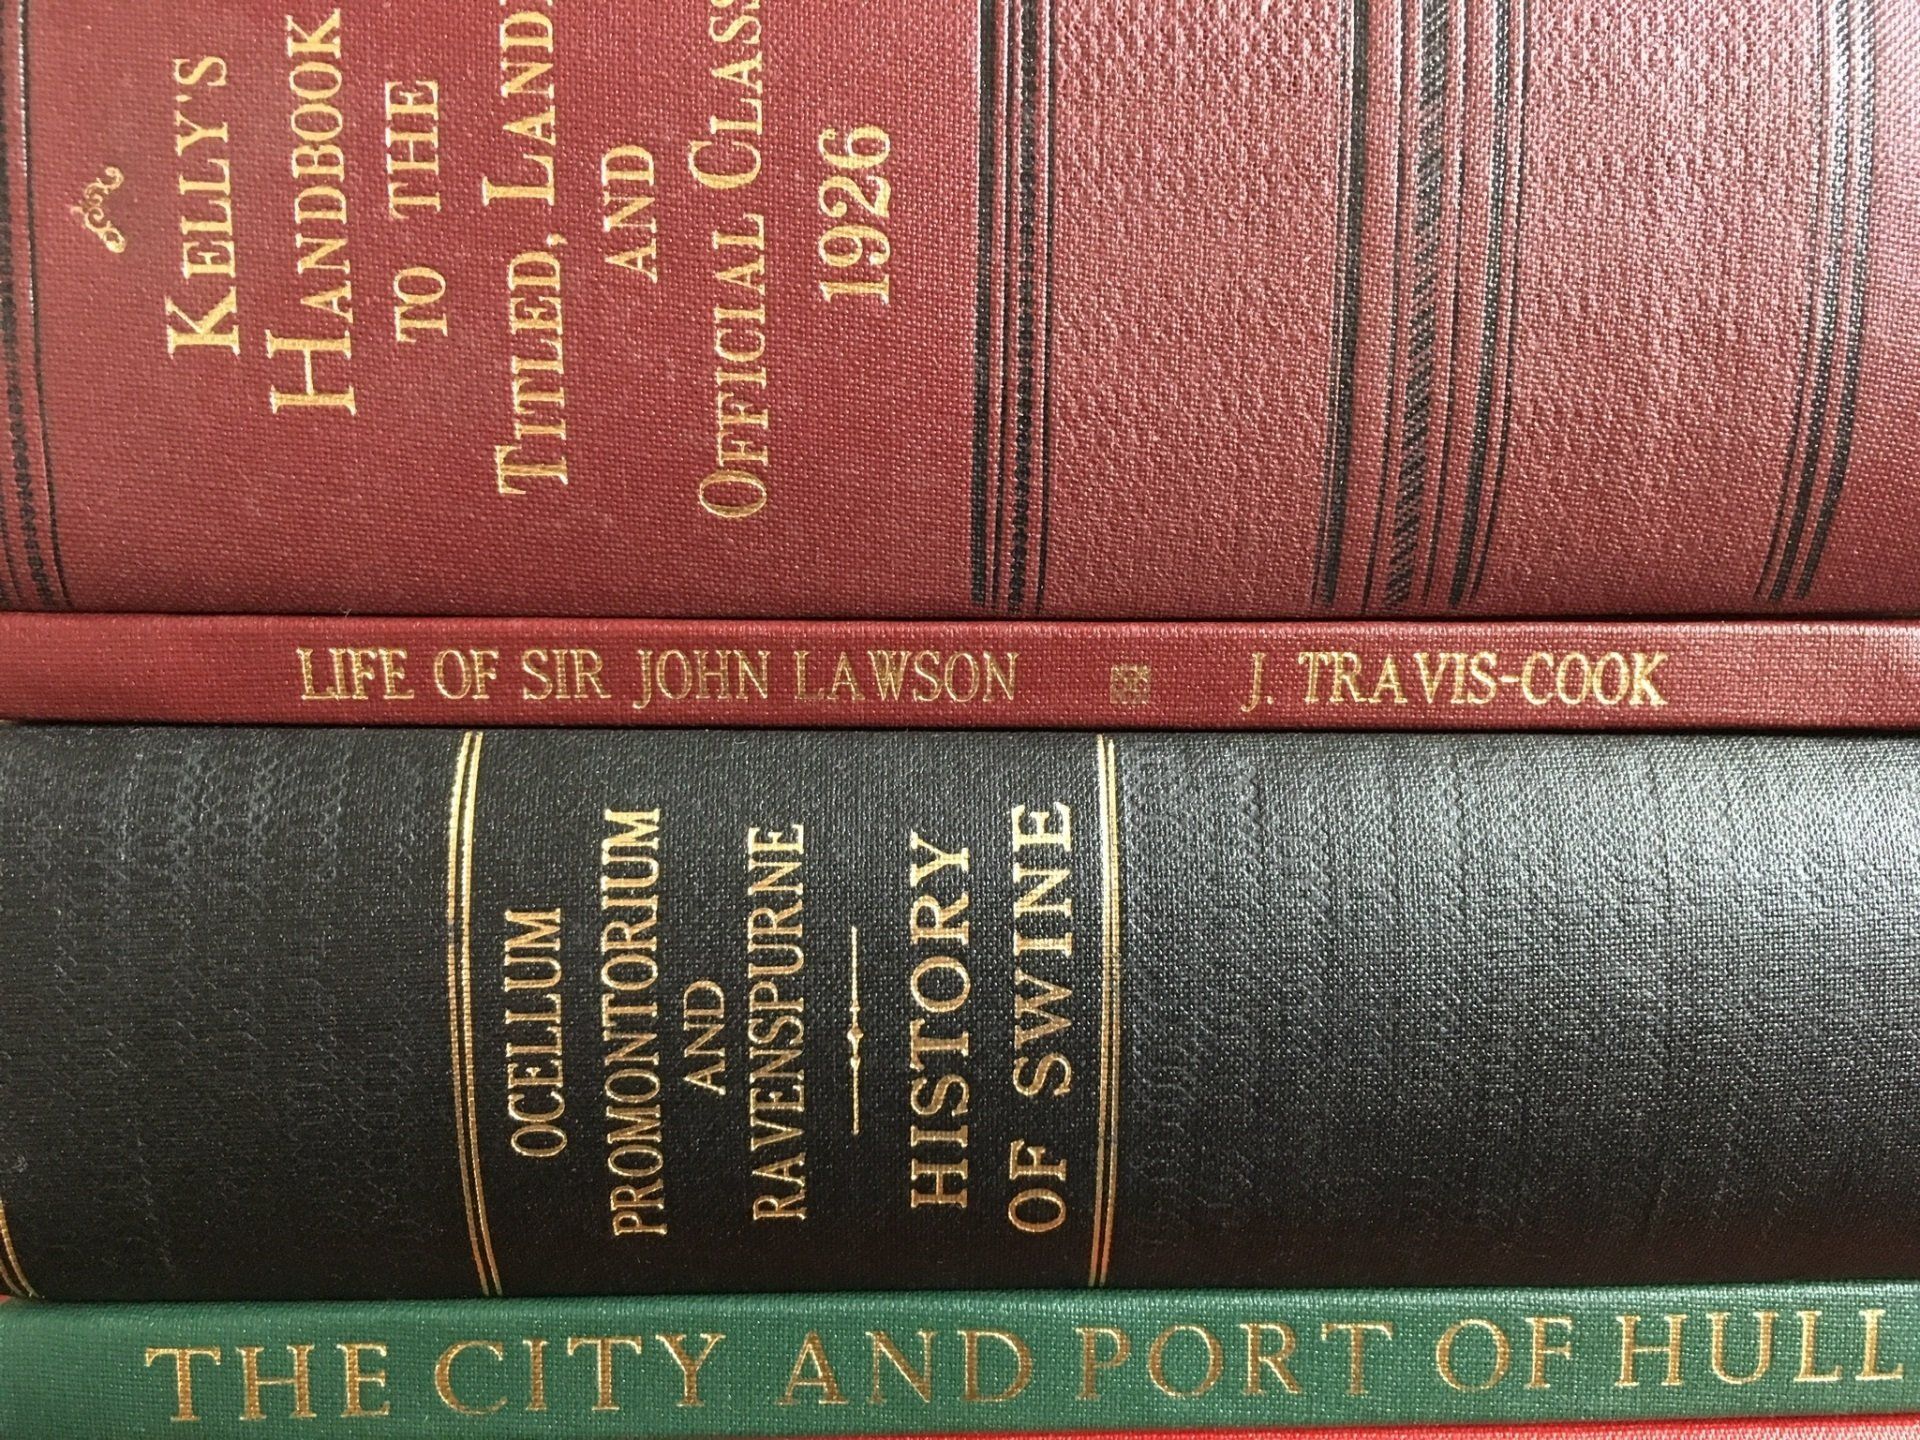 KELLY'S
HANDBOOK
TO THE
TITLED, LAND
AND
OFFICIAL CLASS
1926
LIFE OF SIR JOHN LAWSON J. TRAVIS-COOK
OCELLUM
PROMONTORIUM
AND
RAVENSPURNE
HISTORY
OF SWINE
THE CITY AND PORT OF HULL